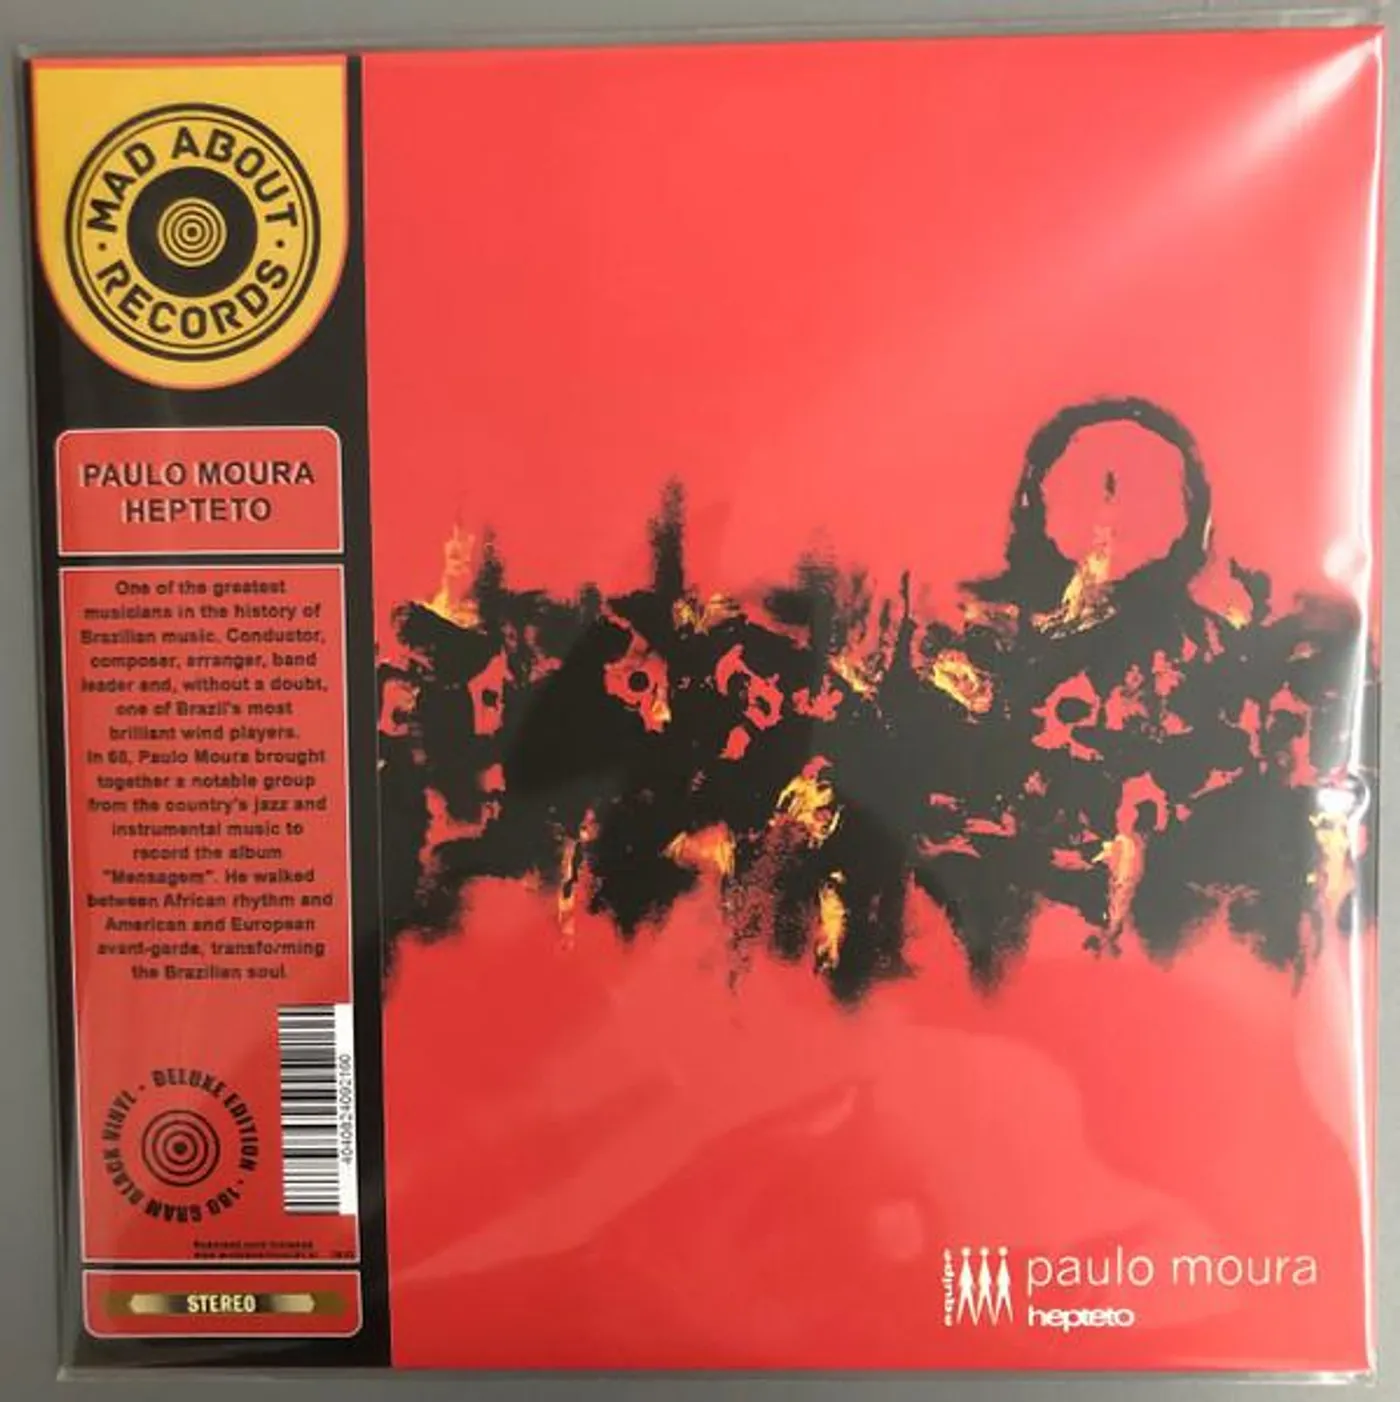 MAD ABOUT
· RECORDS ·
PAULO MOURA
HEPTETO
One of the greatest
musicians in the history of
Brazilian music. Conductor,
composer, arranger, band
leader and, without a doubt,
one of Brazil's most
brilliant wind players.
In 68, Paulo Moura brought
together a notable group
from the country's jazz and
instrumental music to
record the album
"Mensagem". He walked
between African rhythm and
American and European
avant-garde, transforming
the Brazilian soul
DELUXE EDITION · 180 GRAM BLACK VINYL ·
4040824092100
STEREO
equipe
paulo moura
hepteto